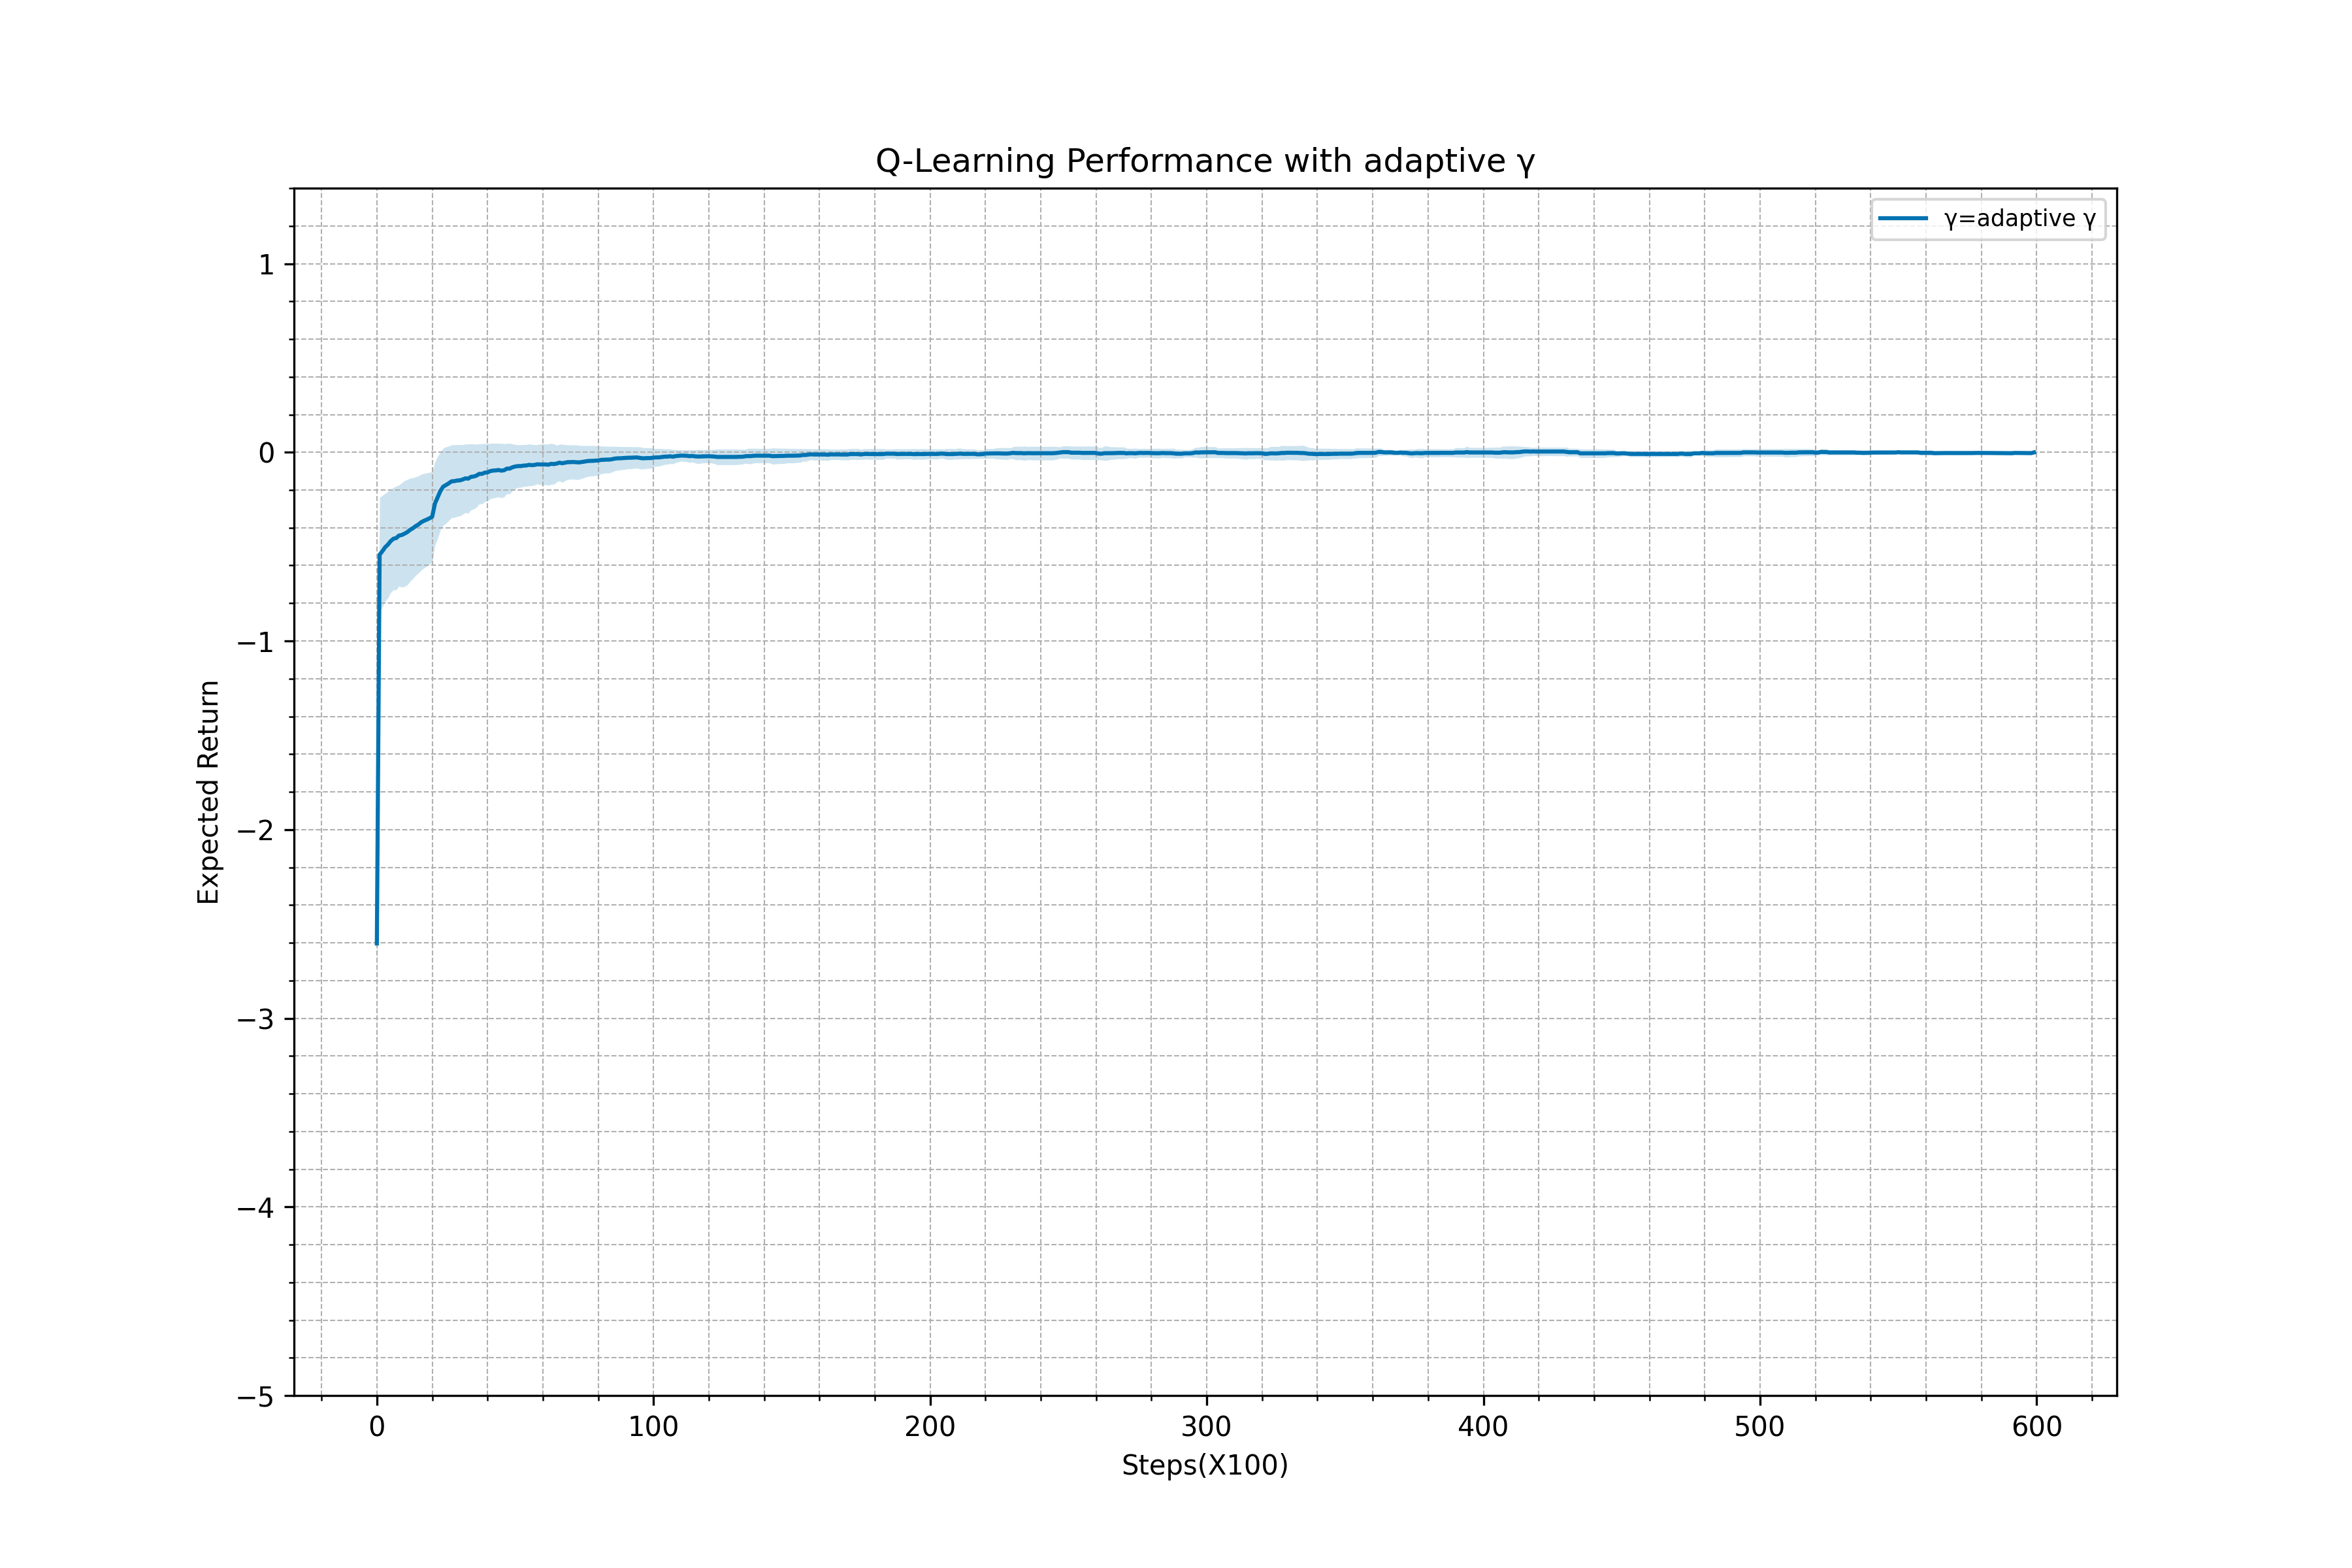 Q-Learning Performance with adaptive γ
γ=adaptive γ
1
0
−1
−2
−3
−4
−5
Expected Return
0 100 200 300 400 500 600
Steps(X100)